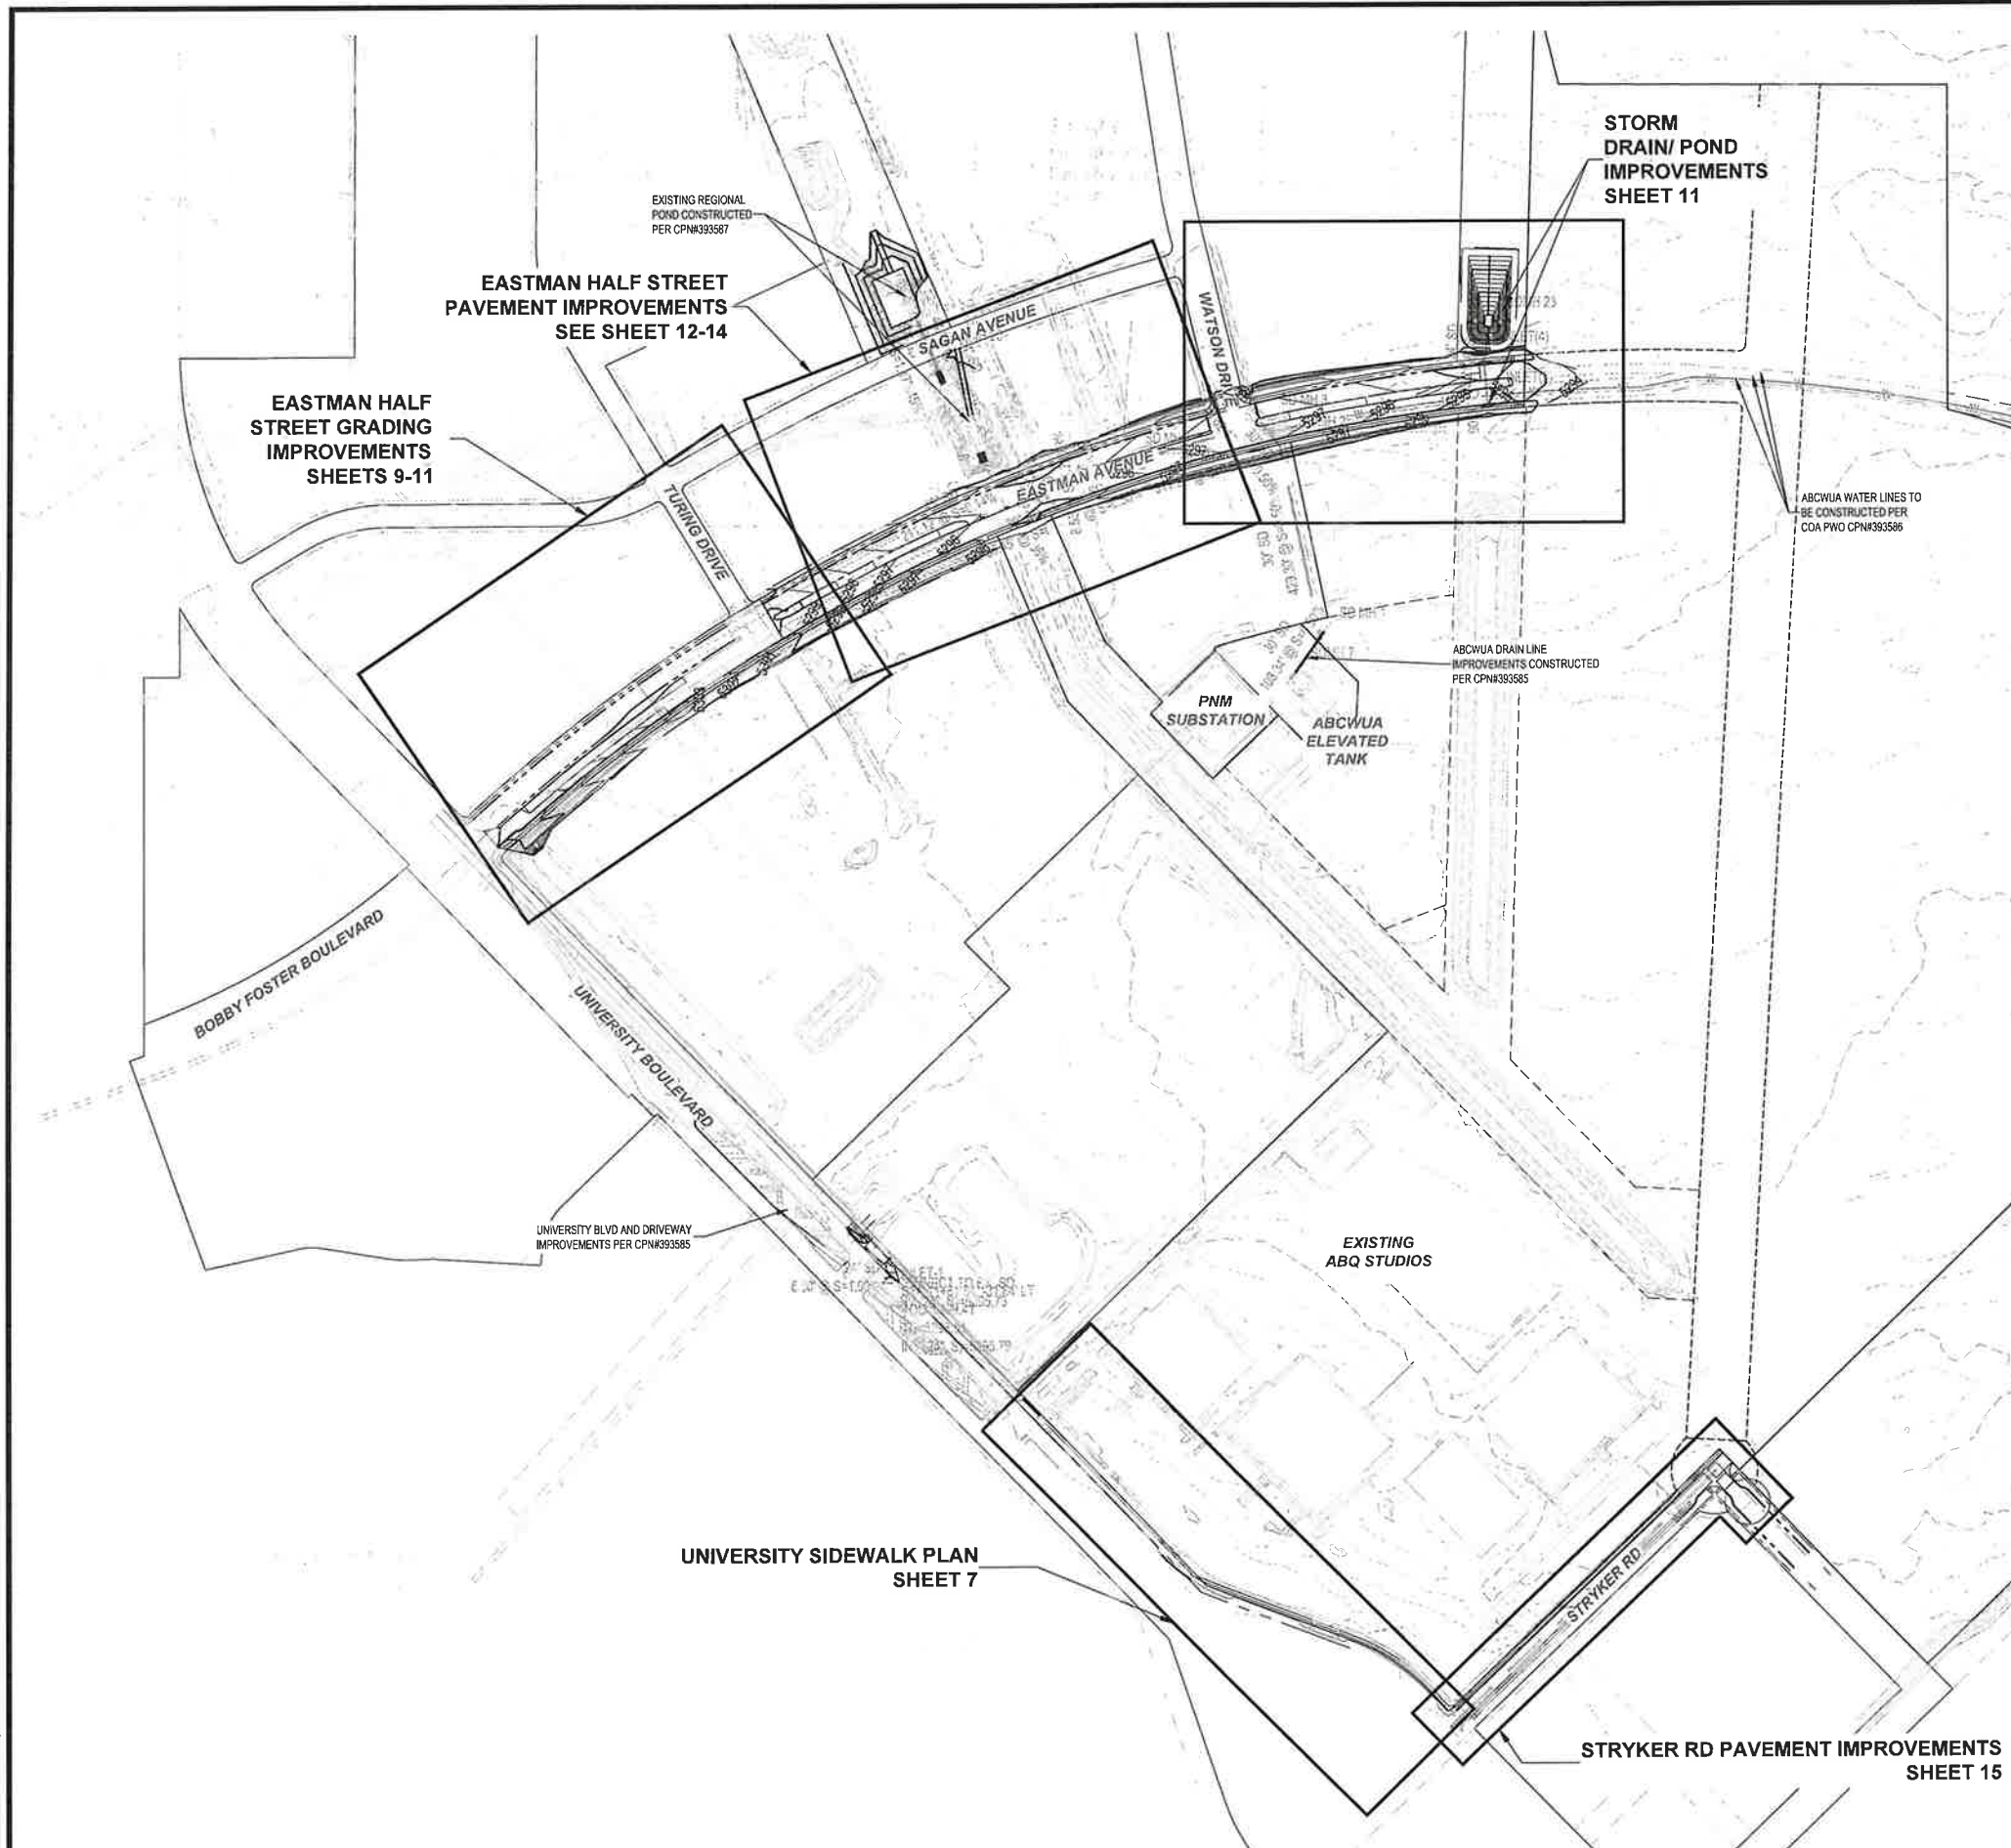 STORM
DRAIN/ POND
IMPROVEMENTS
SHEET 11
EXISTING REGIONAL
POND CONSTRUCTED
PER CPN#393587
EASTMAN HALF STREET
PAVEMENT IMPROVEMENTS
SEE SHEET 12-14
SAGAN AVENUE
WATSON DRI
EASTMAN HALF
STREET GRADING
IMPROVEMENTS
SHEETS 9-11
TURING DRIVE
EASTMAN AVENUE
ABCWUA WATER LINES TO
BE CONSTRUCTED PER
COA PWO CPN#393586
ABCWUA DRAIN LINE
IMPROVEMENTS CONSTRUCTED
PER CPN#393585
PNM
SUBSTATION
ABCWUA
ELEVATED
TANK
BOBBY FOSTER BOULEVARD
UNIVERSITY BOULEVARD
UNIVERSITY BLVD AND DRIVEWAY
IMPROVEMENTS PER CPN#393585
EXISTING
ABQ STUDIOS
UNIVERSITY SIDEWALK PLAN
SHEET 7
STRYKER RD
STRYKER RD PAVEMENT IMPROVEMENTS
SHEET 15